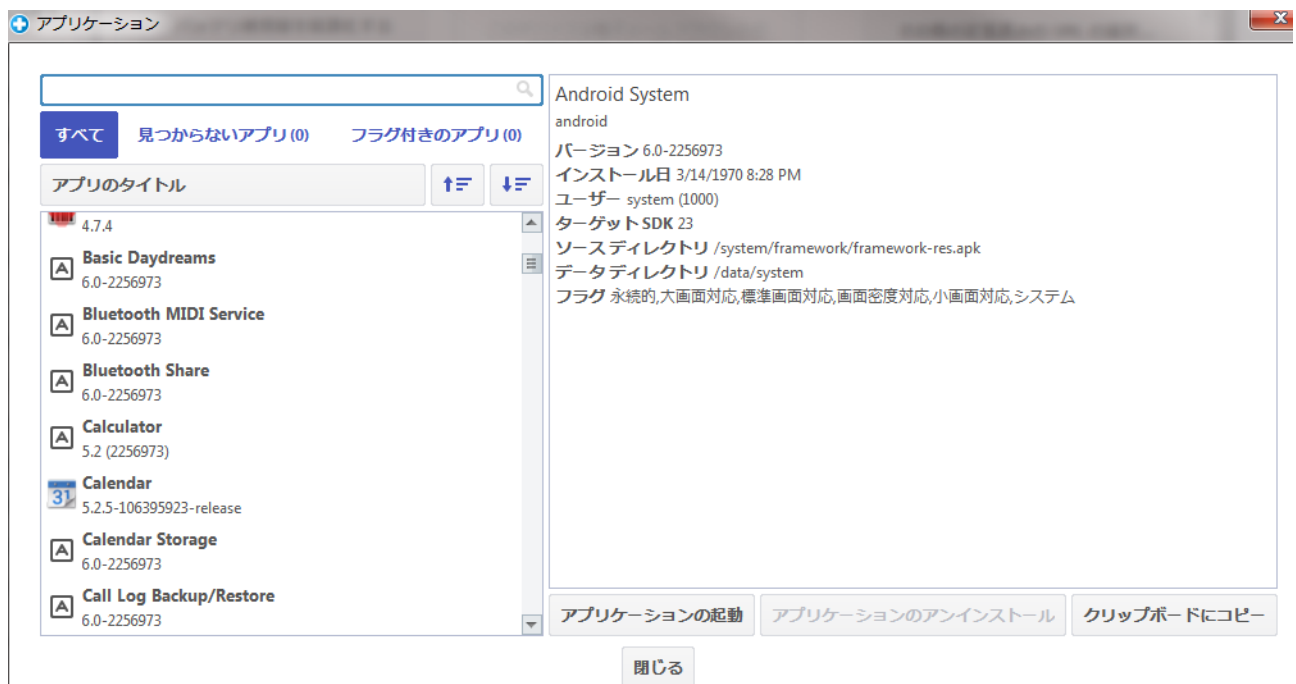 アプリケーション
すべて
見つからないアプリ(0)
フラグ付きのアプリ(0)
アプリのタイトル
4.7.4
Basic Daydreams
6.0-2256973
Bluetooth MIDI Service
6.0-2256973
Bluetooth Share
6.0-2256973
Calculator
5.2 (2256973)
31
Calendar
5.2.5-106395923-release
Calendar Storage
6.0-2256973
Call Log Backup/Restore
6.0-2256973
Android System
android
バージョン 6.0-2256973
インストール日 3/14/1970 8:28 PM
ユーザー system (1000)
ターゲット SDK 23
ソース ディレクトリ /system/framework/framework-res.apk
データ ディレクトリ /data/system
フラグ 永続的,大画面対応,標準画面対応,画面密度対応,小画面対応,システム
アプリケーションの起動
アプリケーションのアンインストール
クリップボードにコピー
閉じる